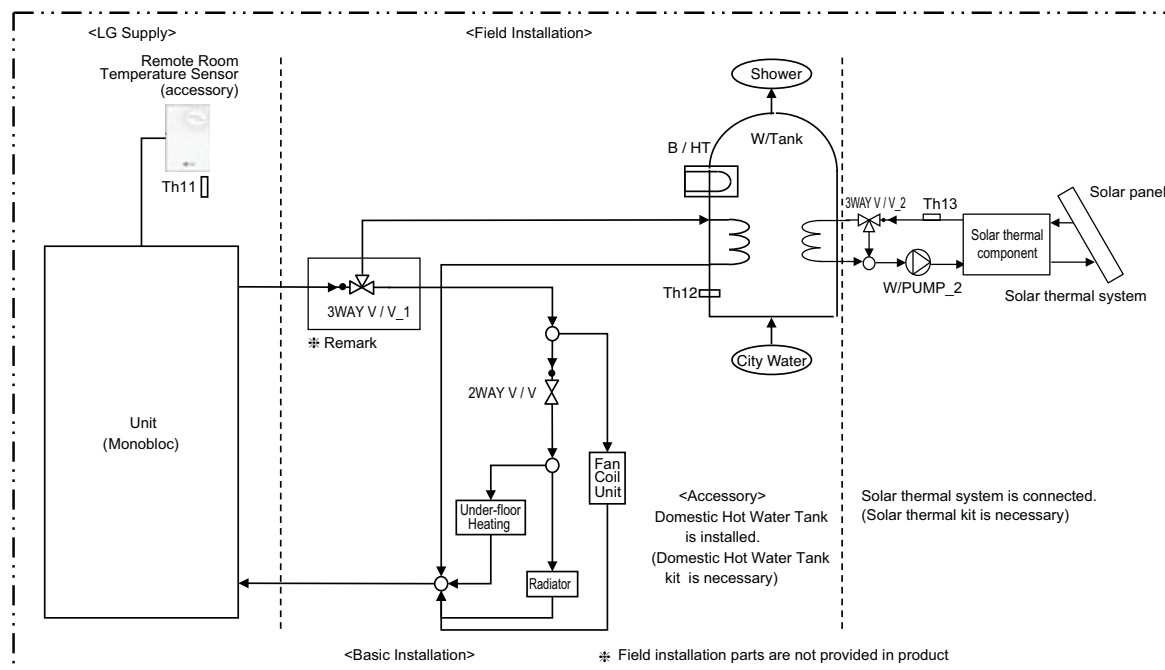 <LG Supply>
<Field Installation>
Remote Room
Temperature Sensor
(accessory)
Th11
Shower
W/Tank
B / HT
3WAY V / V_2
Th13
Solar panel
Solar thermal
component
W/PUMP_2
Solar thermal system
Th12
3WAY V / V_1
❈ Remark
City Water
2WAY V / V
Unit
(Monobloc)
Fan
Coil
Unit
Under-floor
Heating
Radiator
<Accessory>
Domestic Hot Water Tank
is installed.
(Domestic Hot Water Tank
kit is necessary)
Solar thermal system is connected.
(Solar thermal kit is necessary)
<Basic Installation>
❈ Field installation parts are not provided in product